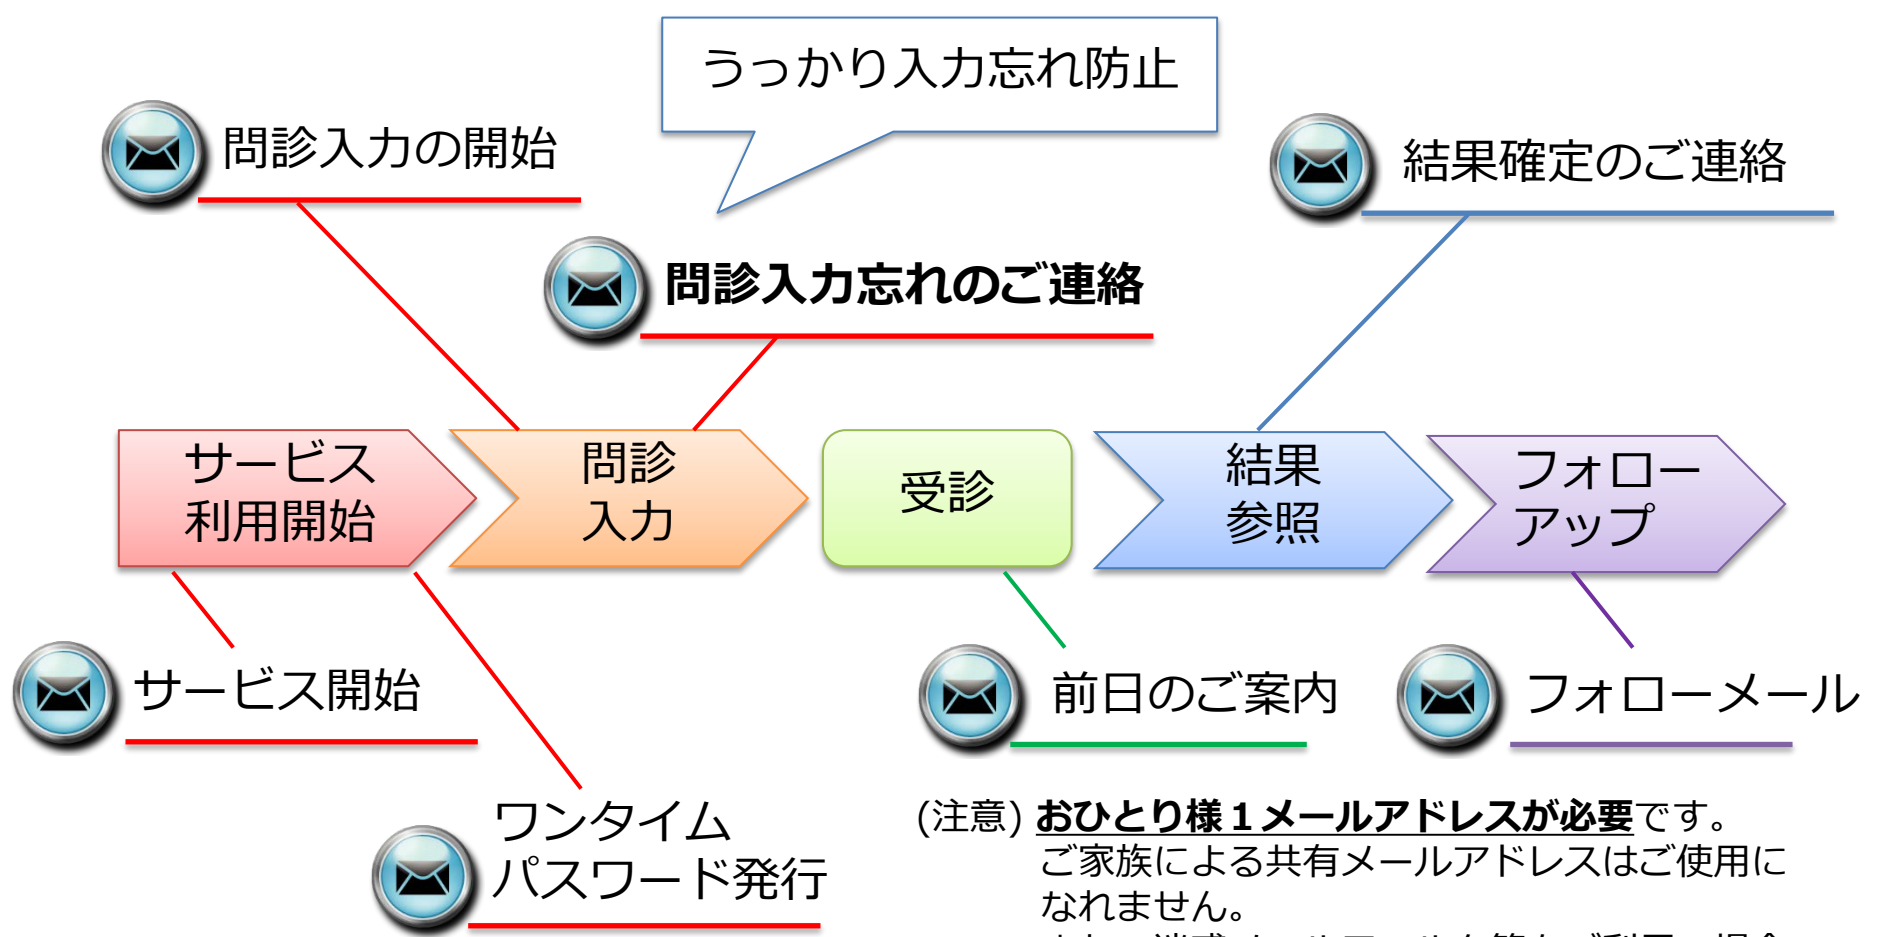 うっかり入力忘れ防止
問診入力の開始
結果確定のご連絡
問診入力忘れのご連絡
サービス
利用開始
問診
入力
受診
結果
参照
フォロー
アップ
サービス開始
前日のご案内
フォローメール
ワンタイム
パスワード発行
(注意) おひとり様１メールアドレスが必要です。
ご家族による共有メールアドレスはご使用に
なれません。